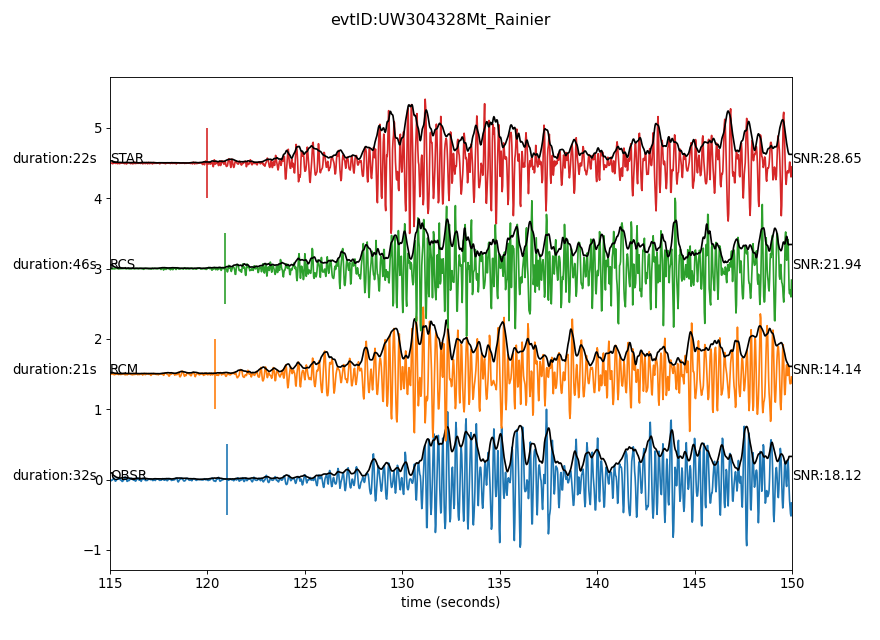 evtID:UW304328Mt_Rainier
5
duration:22s STAR SNR:28.65
4
duration:46s 3 RCS SNR:21.94
2
duration:21s RCM SNR:14.14
1
duration:32s 0 OBSR SNR:18.12
−1
115 120 125 130 135 140 145 150
time (seconds)